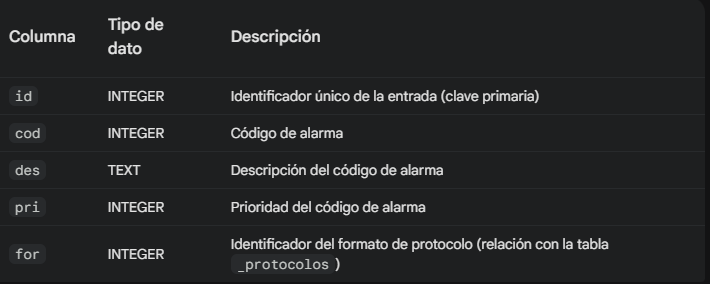 Columna Tipo de dato Descripción
id INTEGER Identificador único de la entrada (clave primaria)
cod INTEGER Código de alarma
des TEXT Descripción del código de alarma
pri INTEGER Prioridad del código de alarma
for INTEGER Identificador del formato de protocolo (relación con la tabla
_protocolos )